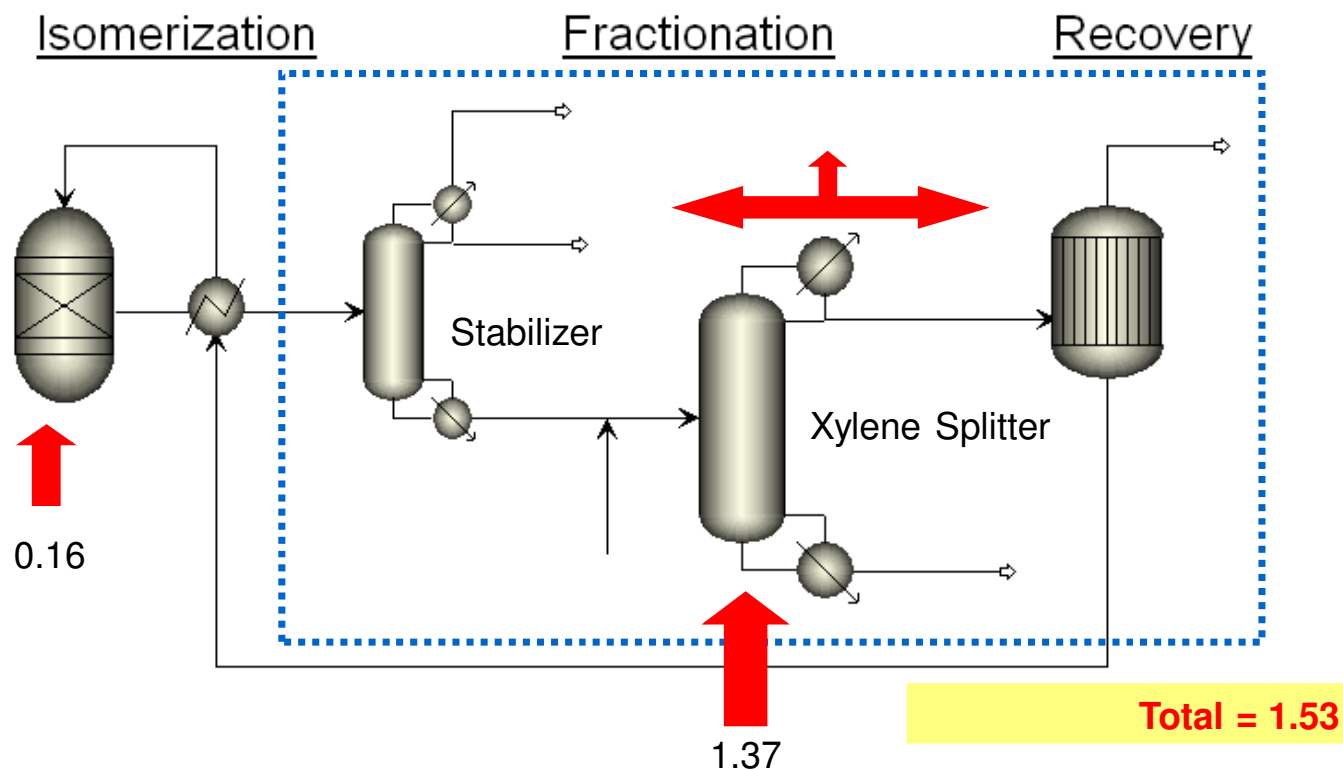 Isomerization
Fractionation
Recovery
Stabilizer
Xylene Splitter
0.16
1.37
Total = 1.53